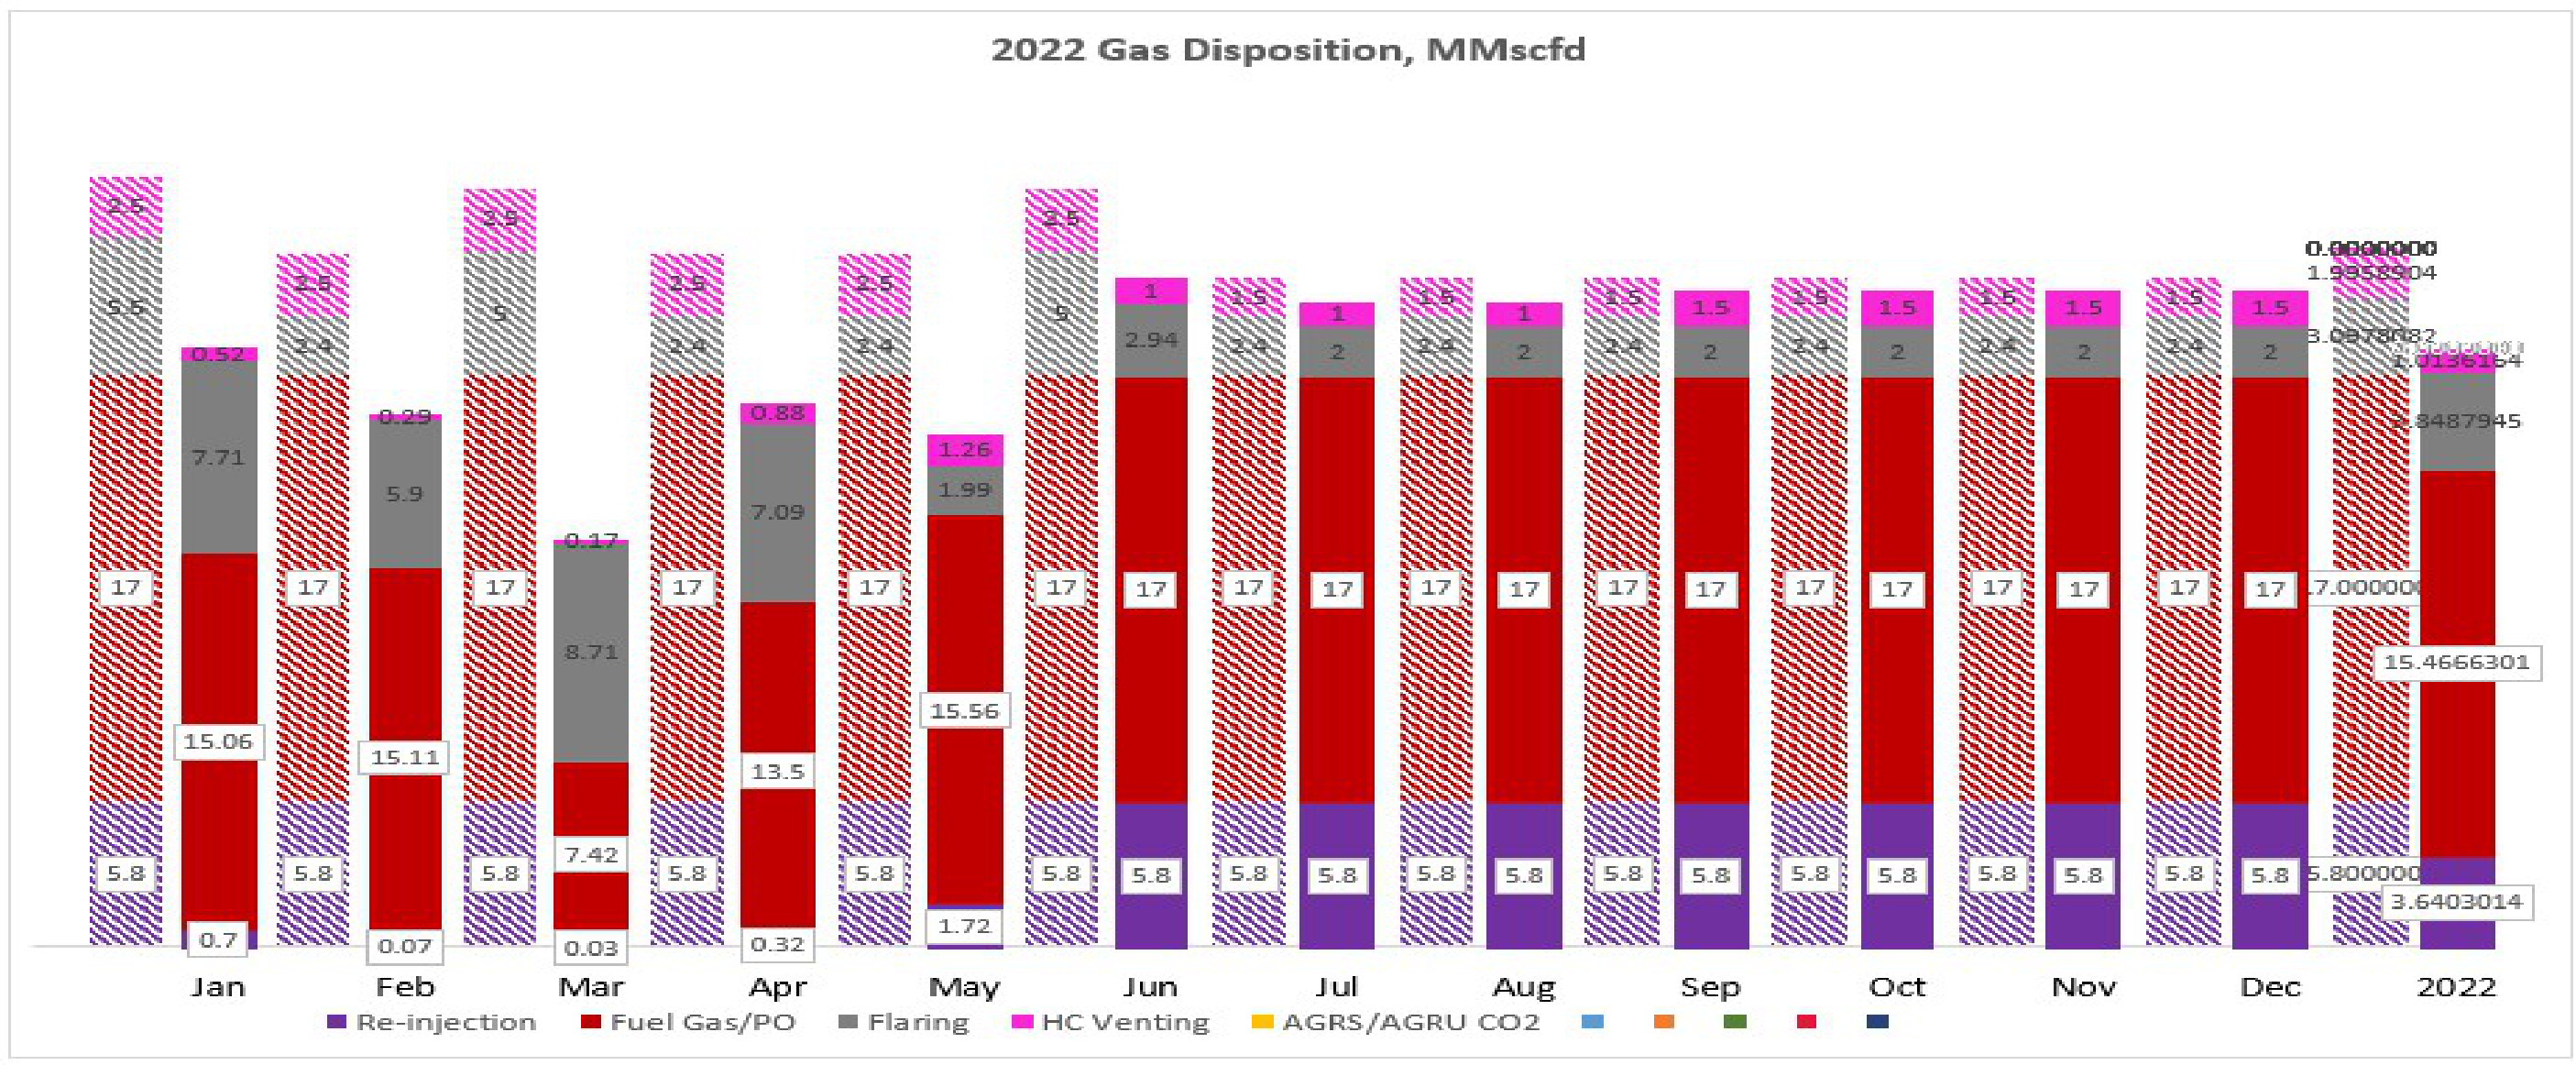 2022 Gas Disposition, MMscfd
2.5 2.5 2.5 2.5 2.5 2.5 1 1.5 1 1.5 1 1.5 1.5 1.5 1.5 1.5 1.5 1.5 1.5 0.0000000
1.9958904
5.5 0.52 2.4 0.29 5 0.17 2.4 0.88 2.4 1.26 5 2.94 2.4 2 2.4 2 2.4 2 2.4 2 2.4 2 2.4 2 3.0978082 1.0136164
7.71 5.9 8.71 7.09 1.99
17 15.06 17 15.11 17 7.42 17 13.5 17 15.56 17 17 17 17 17 17 17 17 17 17 17 17 17 17 15.4666301
5.8 0.7 5.8 0.07 5.8 0.03 5.8 0.32 5.8 1.72 5.8 5.8 5.8 5.8 5.8 5.8 5.8 5.8 5.8 5.8 5.8 5.8 5.8 5.8 3.6403014
Jan Feb Mar Apr May Jun Jul Aug Sep Oct Nov Dec 2022
Re-injection Fuel Gas/PO Flaring HC Venting AGRS/AGRU CO2